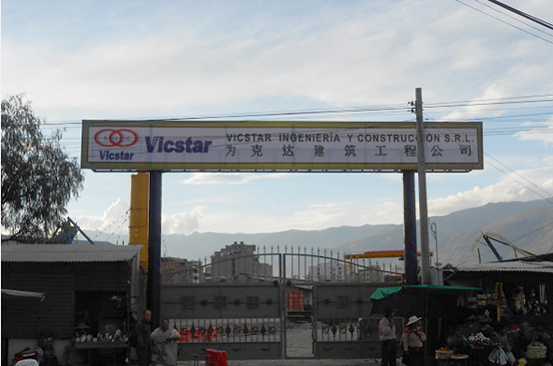 Vicstar
Vicstar
VICSTAR INGENIERÍA Y CONSTRUCCIÓN S.R.L.
为克达建筑工程公司